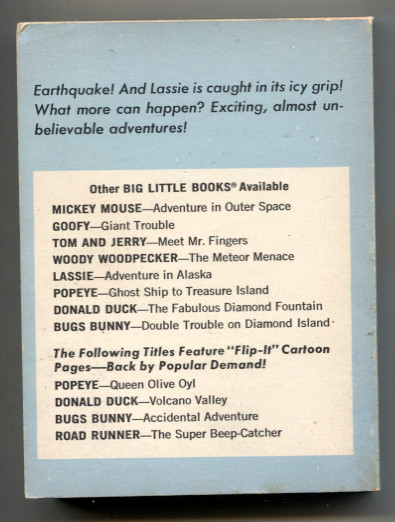 Earthquake! And Lassie is caught in its icy grip!
What more can happen? Exciting, almost un-
believable adventures!
Other BIG LITTLE BOOKS® Available
MICKEY MOUSE—Adventure in Outer Space
GOOFY—Giant Trouble
TOM AND JERRY—Meet Mr. Fingers
WOODY WOODPECKER—The Meteor Menace
LASSIE—Adventure in Alaska
POPEYE—Ghost Ship to Treasure Island
DONALD DUCK—The Fabulous Diamond Fountain
BUGS BUNNY—Double Trouble on Diamond Island
The Following Titles Feature "Flip-It" Cartoon
Pages—Back by Popular Demand!
POPEYE—Queen Olive Oyl
DONALD DUCK—Volcano Valley
BUGS BUNNY—Accidental Adventure
ROAD RUNNER—The Super Beep-Catcher